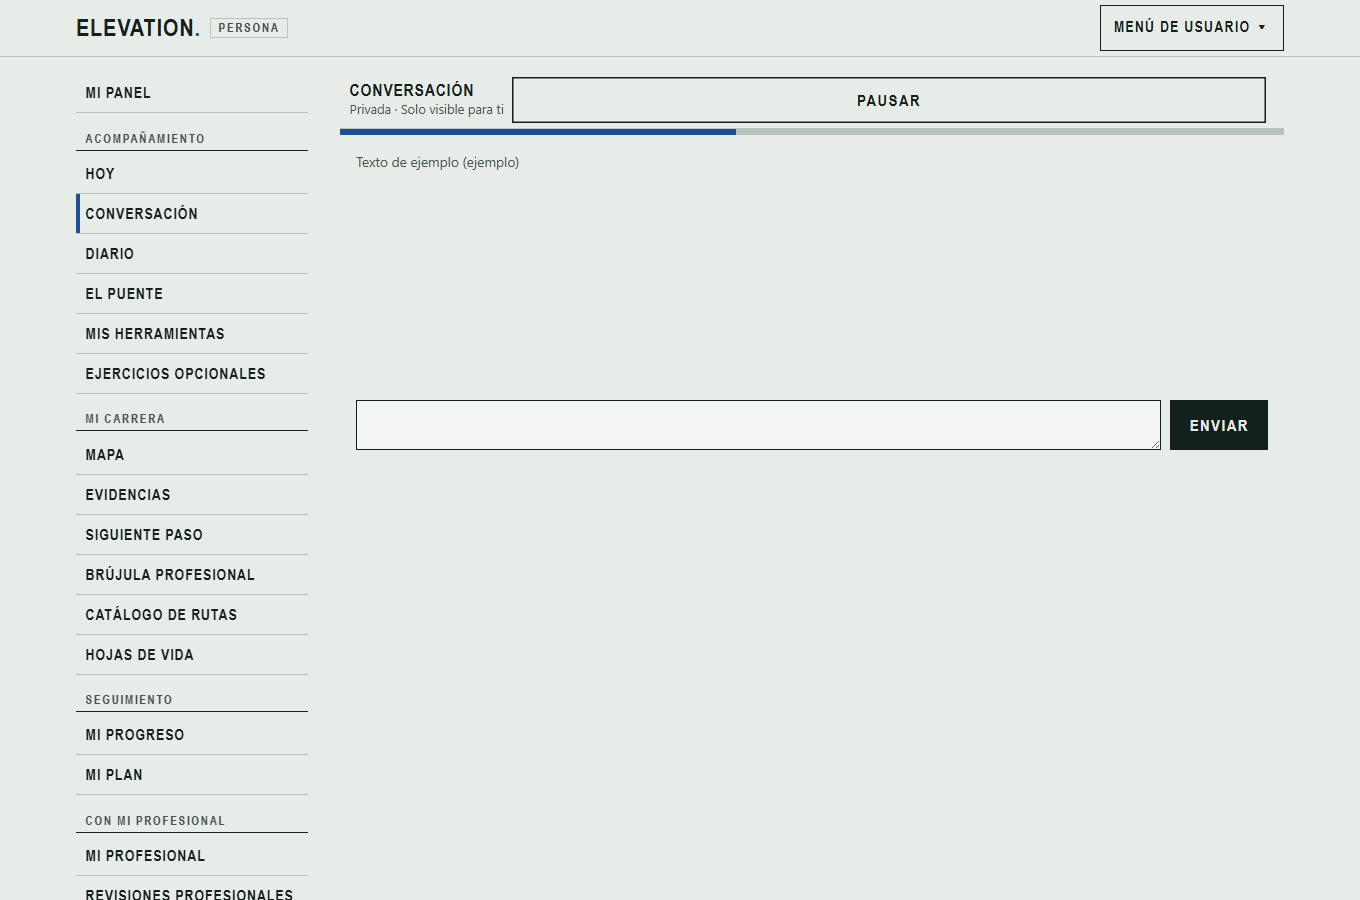 ELEVATION. PERSONA
MENÚ DE USUARIO
MI PANEL
ACOMPAÑAMIENTO
HOY
CONVERSACIÓN
DIARIO
EL PUENTE
MIS HERRAMIENTAS
EJERCICIOS OPCIONALES
MI CARRERA
MAPA
EVIDENCIAS
SIGUIENTE PASO
BRÚJULA PROFESIONAL
CATÁLOGO DE RUTAS
HOJAS DE VIDA
SEGUIMIENTO
MI PROGRESO
MI PLAN
CON MI PROFESIONAL
MI PROFESIONAL
REVISIONES PROFESIONALES
CONVERSACIÓN
Privada · Solo visible para ti
PAUSAR
Texto de ejemplo (ejemplo)
ENVIAR